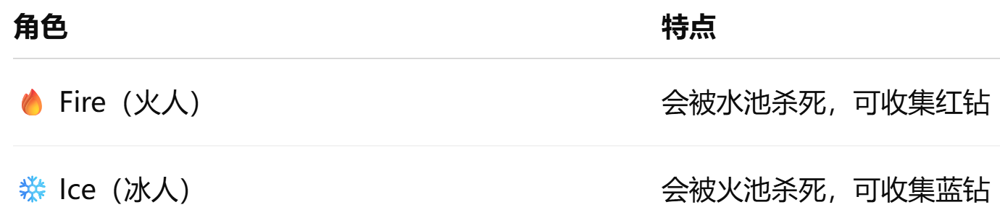 角色 特点
🔥 Fire（火人） 会被水池杀死，可收集红钻
❄️ Ice（冰人） 会被火池杀死，可收集蓝钻